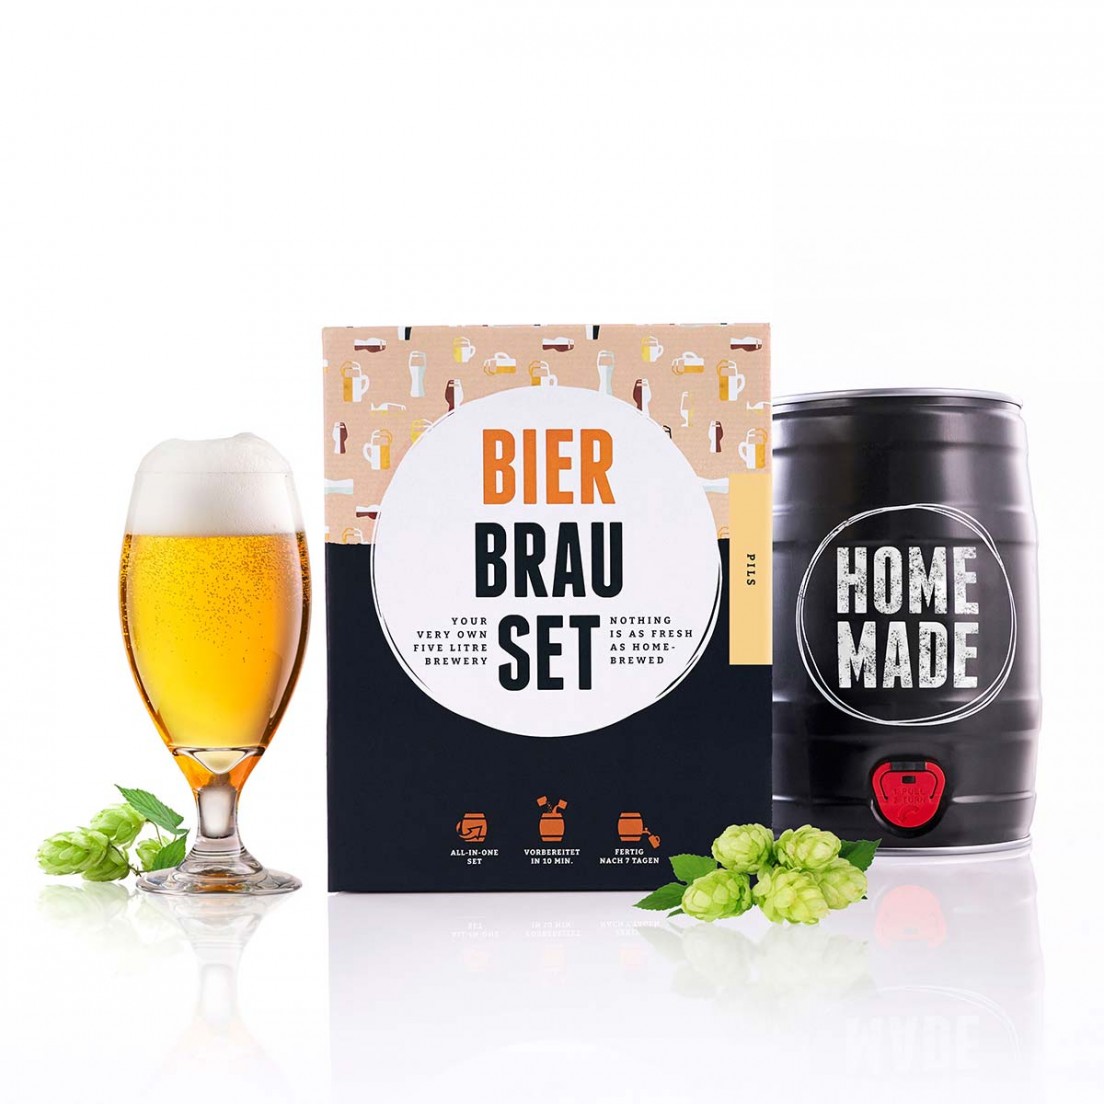 BIER
BRAU
SET
YOUR
VERY OWN
FIVE LITRE
BREWERY
NOTHING
IS AS FRESH
AS HOME-
BREWED
PILS
ALL-IN-ONE
SET
VORBEREITET
IN 10 MIN.
FERTIG
NACH 7 TAGEN
HOME
MADE